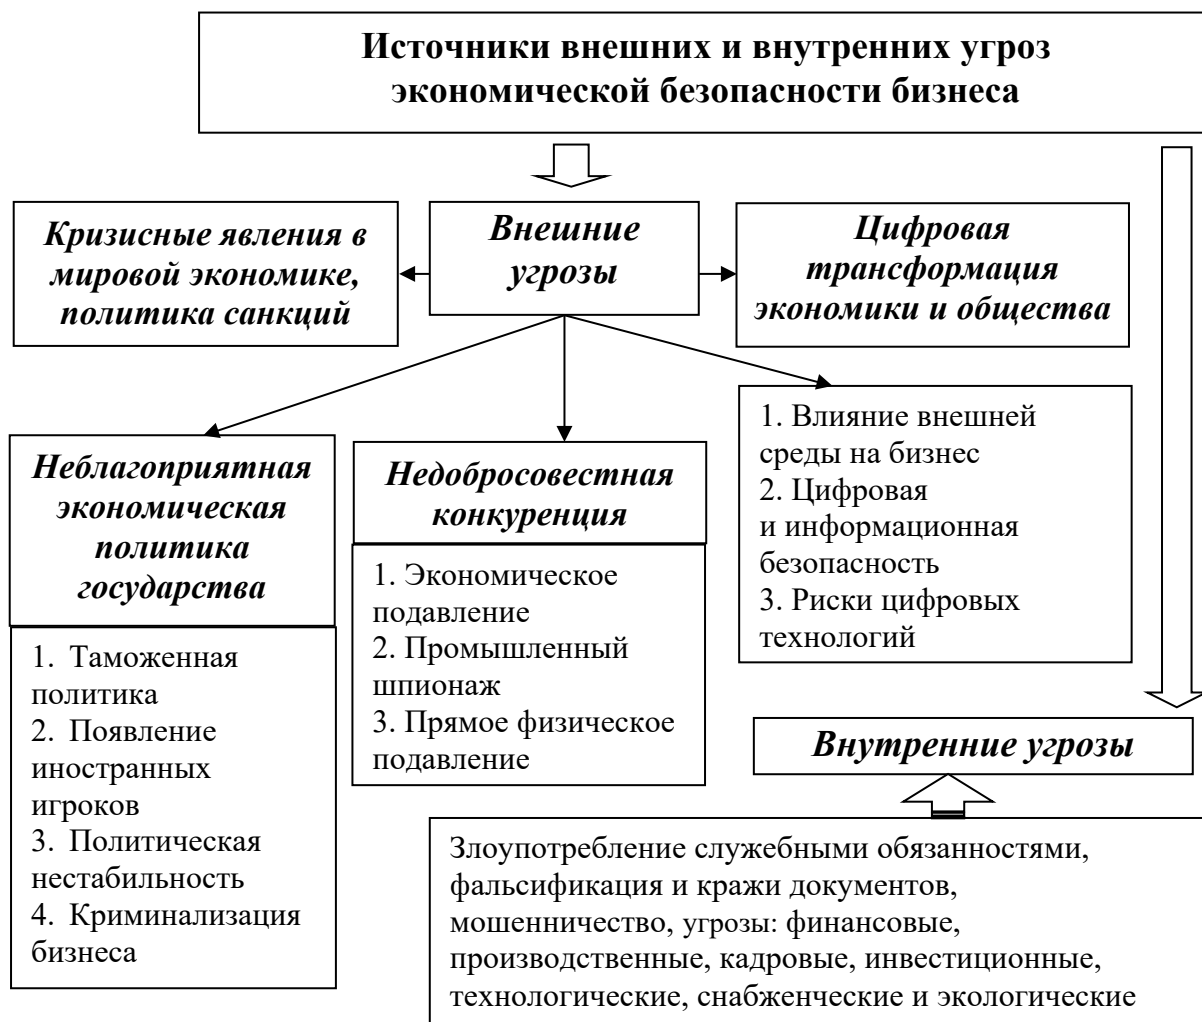 Источники внешних и внутренних угроз
экономической безопасности бизнеса
Кризисные явления в
мировой экономике,
политика санкций
Внешние
угрозы
Цифровая
трансформация
экономики и общества
Неблагоприятная
экономическая
политика
государства
1. Таможенная
политика
2. Появление
иностранных
игроков
3. Политическая
нестабильность
4. Криминализация
бизнеса
Недобросовестная
конкуренция
1. Экономическое
подавление
2. Промышленный
шпионаж
3. Прямое физическое
подавление
1. Влияние внешней
среды на бизнес
2. Цифровая
и информационная
безопасность
3. Риски цифровых
технологий
Внутренние угрозы
Злоупотребление служебными обязанностями,
фальсификация и кражи документов,
мошенничество, угрозы: финансовые,
производственные, кадровые, инвестиционные,
технологические, снабженческие и экологические